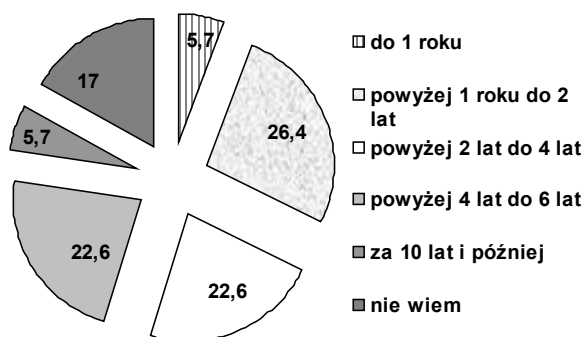 5,7
do 1 roku
17
powyżej 1 roku do 2
lat
26,4
powyżej 2 lat do 4 lat
5,7
powyżej 4 lat do 6 lat
22,6
za 10 lat i później
22,6
nie wiem